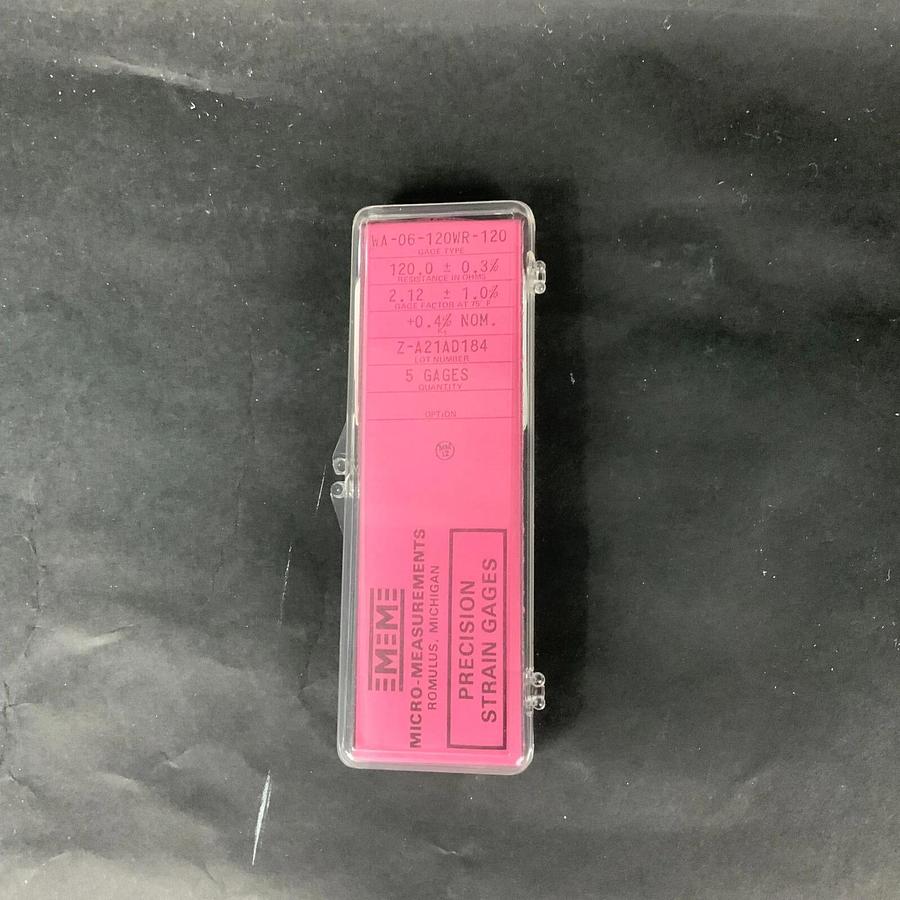 WA-06-120WR-120
GAGE TYPE
120.0 ± 0.3%
RESISTANCE IN OHMS
2.12 ± 1.0%
GAGE FACTOR AT 75°F
+0.4% NOM.
Kt
Z-A21AD184
LOT NUMBER
5 GAGES
QUANTITY
OPTION
MM
MICRO-MEASUREMENTS
ROMULUS, MICHIGAN
PRECISION
STRAIN GAGES